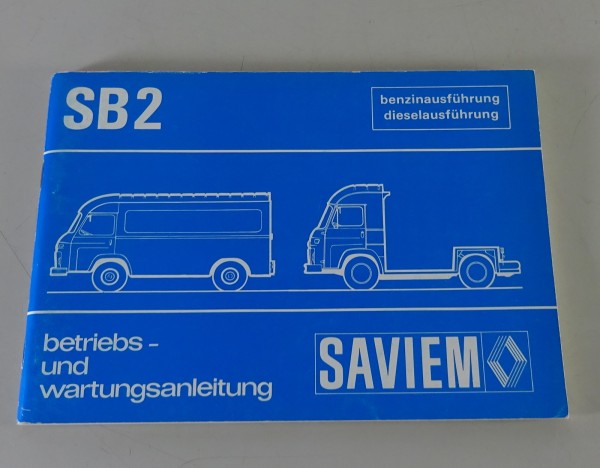 SB2
benzinausführung
dieselausführung
betriebs-
und
wartungsanleitung
SAVIEM